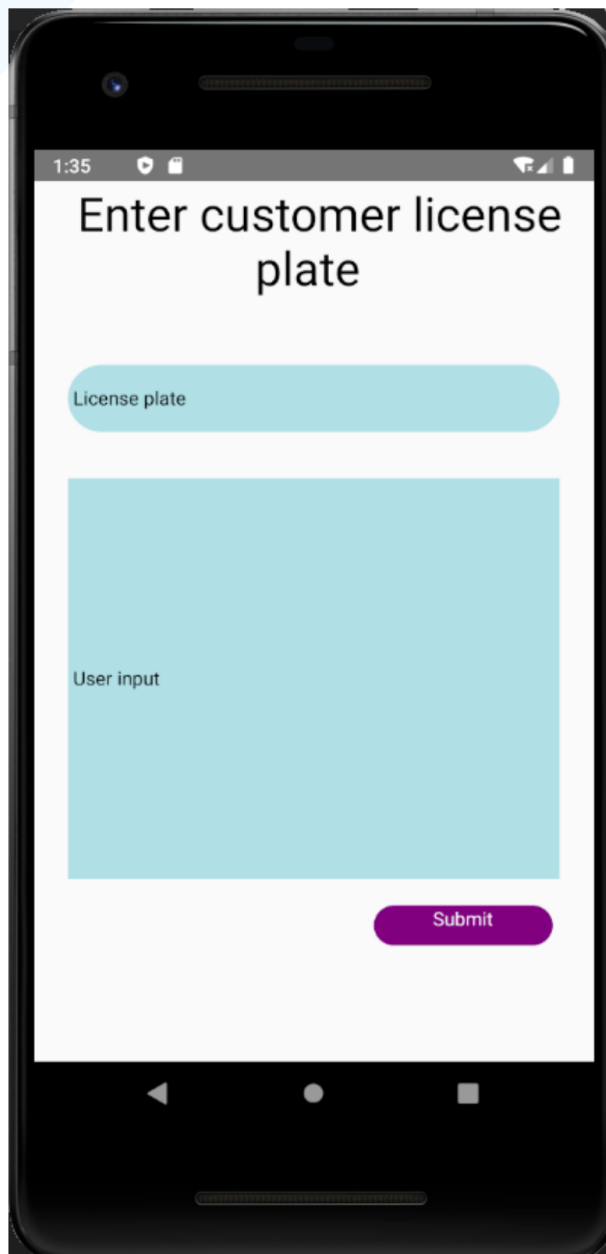 1:35
Enter customer license
plate
License plate
User input
Submit